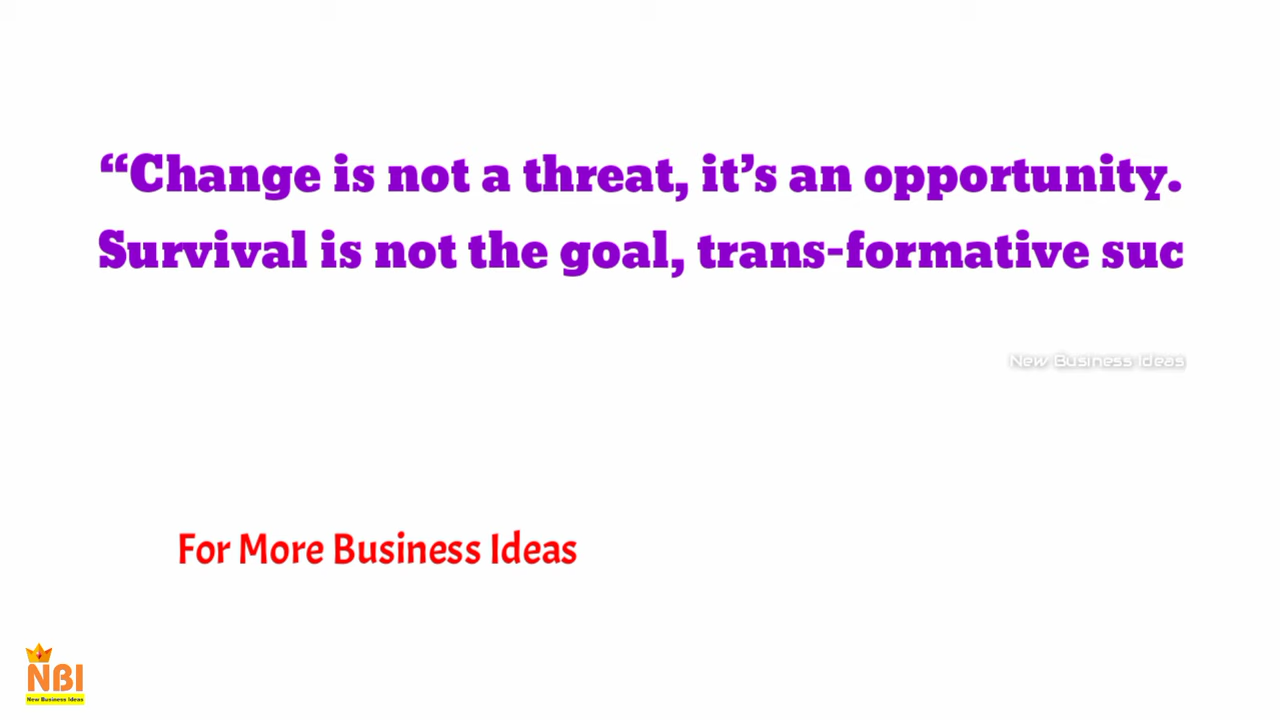 “Change is not a threat, it’s an opportunity.
Survival is not the goal, trans-formative suc
New Business Ideas
For More Business Ideas
NBI
New Business Ideas